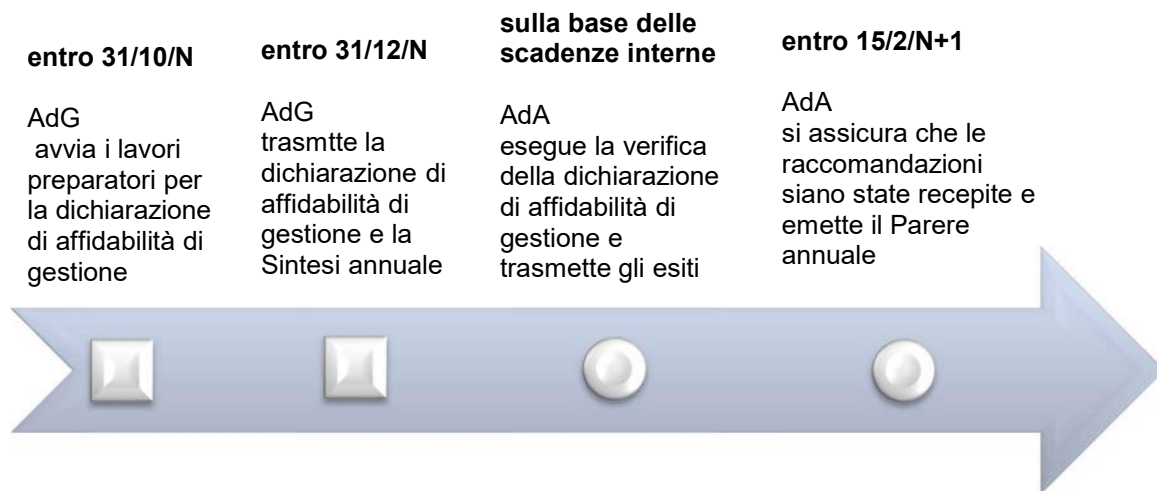 entro 31/10/N
AdG
avvia i lavori
preparatori per
la dichiarazione
di affidabilità di
gestione
entro 31/12/N
AdG
trasmtte la
dichiarazione di
affidabilità di
gestione e la
Sintesi annuale
sulla base delle
scadenze interne
AdA
esegue la verifica
della dichiarazione
di affidabilità di
gestione e
trasmette gli esiti
entro 15/2/N+1
AdA
si assicura che le
raccomandazioni
siano state recepite e
emette il Parere
annuale